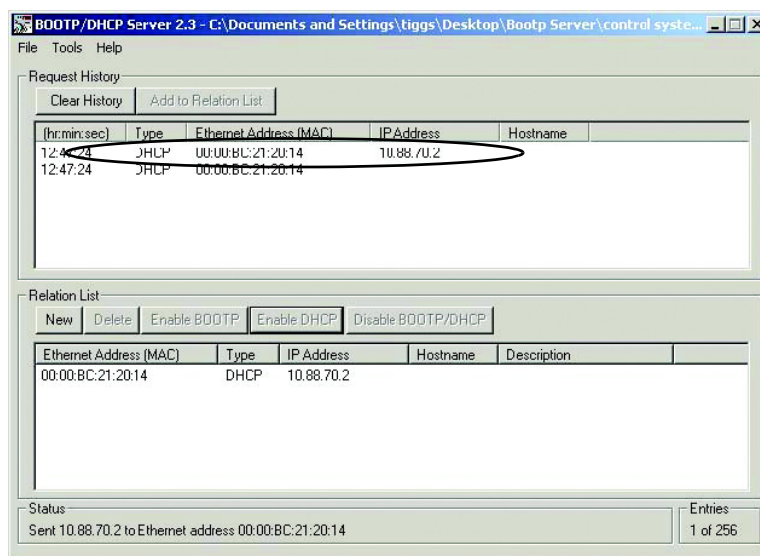 BOOTP/DHCP Server 2.3 - C:\Documents and Settings\tiggs\Desktop\Bootp Server\control syste...
File Tools Help
Request History
Clear History Add to Relation List
(hr:min:sec) Type Ethernet Address (MAC) IP Address Hostname
12:47:24 DHCP 00:00:BC:21:20:14 10.88.70.2
12:47:24 DHCP 00:00:BC:21:20:14
Relation List
New Delete Enable BOOTP Enable DHCP Disable BOOTP/DHCP
Ethernet Address (MAC) Type IP Address Hostname Description
00:00:BC:21:20:14 DHCP 10.88.70.2
Status
Sent 10.88.70.2 to Ethernet address 00:00:BC:21:20:14
Entries
1 of 256